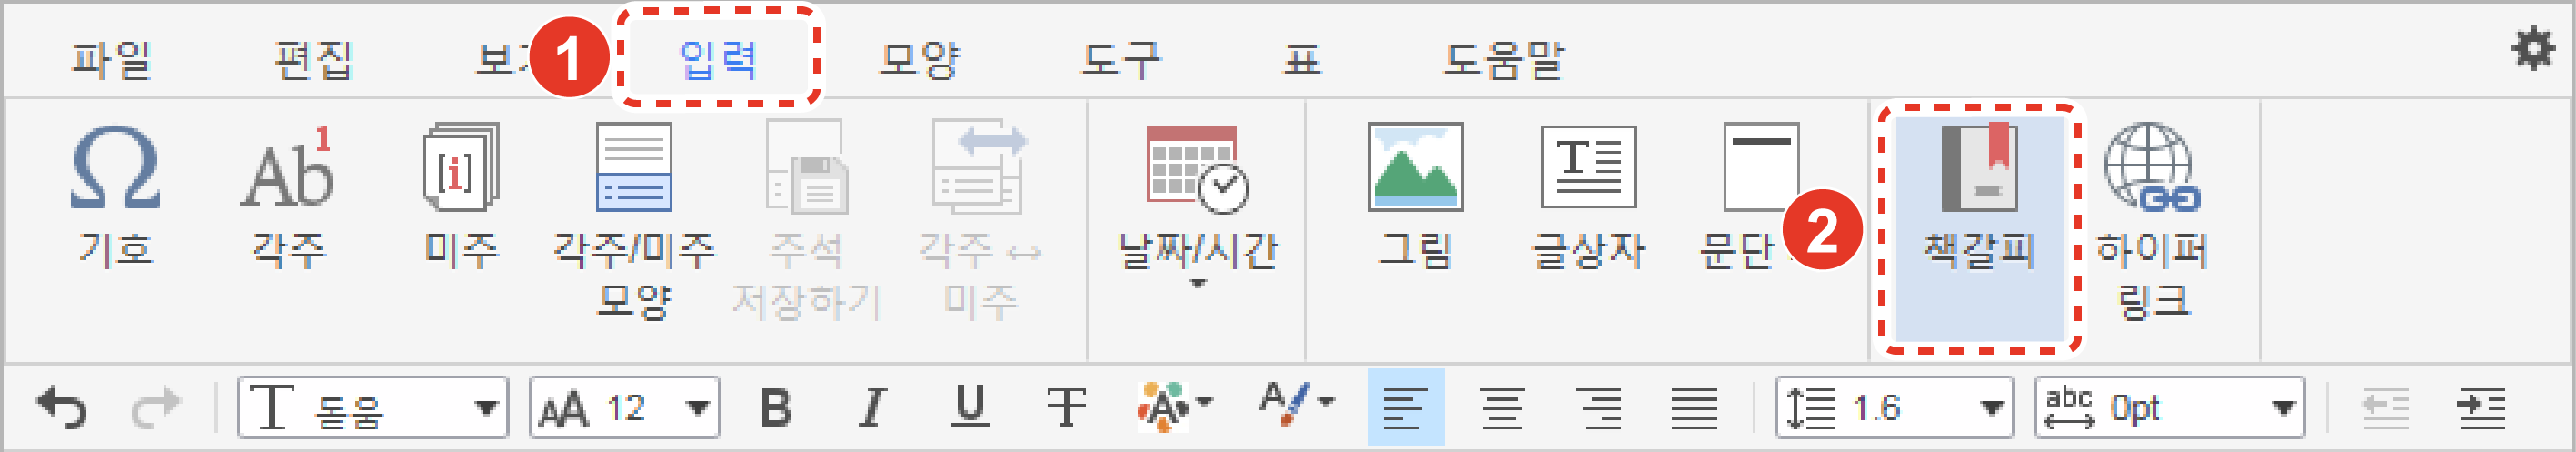 파일 편집 1 입력 모양 도구 표 도움말
Ab1 [i] T
기호 각주 미주 각주/미주 모양 주석 저장하기 각주 ↔ 미주 날짜/시간 그림 글상자 문단 2 책갈피 하이퍼 링크
T 돋움 AA 12 B I U T A A 1.6 abc 0pt